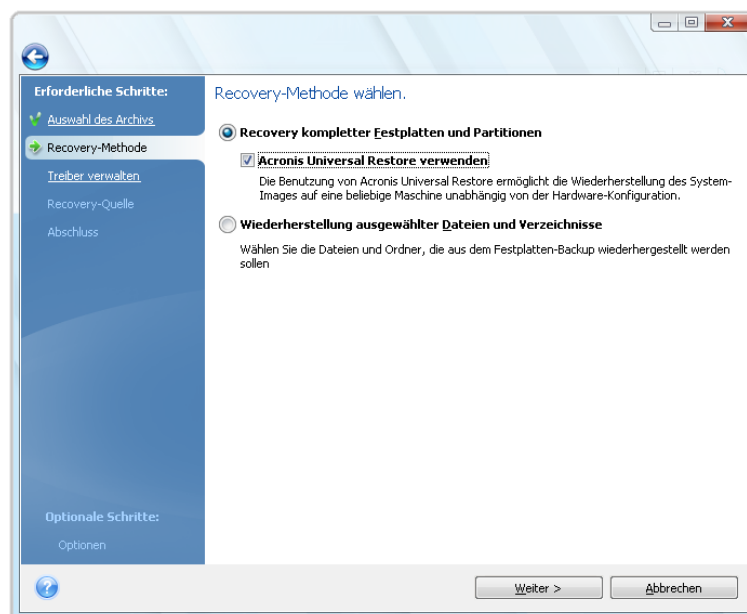 Erforderliche Schritte:
Auswahl des Archivs
Recovery-Methode
Treiber verwalten
Recovery-Quelle
Abschluss
Optionale Schritte:
Optionen
Recovery-Methode wählen.
Recovery kompletter Festplatten und Partitionen
Acronis Universal Restore verwenden
Die Benutzung von Acronis Universal Restore ermöglicht die Wiederherstellung des System-
Images auf eine beliebige Maschine unabhängig von der Hardware-Konfiguration.
Wiederherstellung ausgewählter Dateien und Verzeichnisse
Wählen Sie die Dateien und Ordner, die aus dem Festplatten-Backup wiederhergestellt werden
sollen
Weiter >
Abbrechen